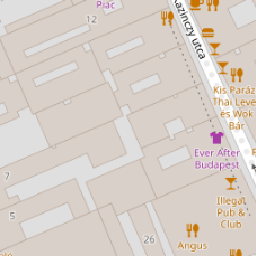 Piac
12
Kazinczy utca
Kis Parázs
Thai Leves
és Wok
Bár
Ever After
Budapest
7
5
Illegál
Pub &
Club
26
Angus